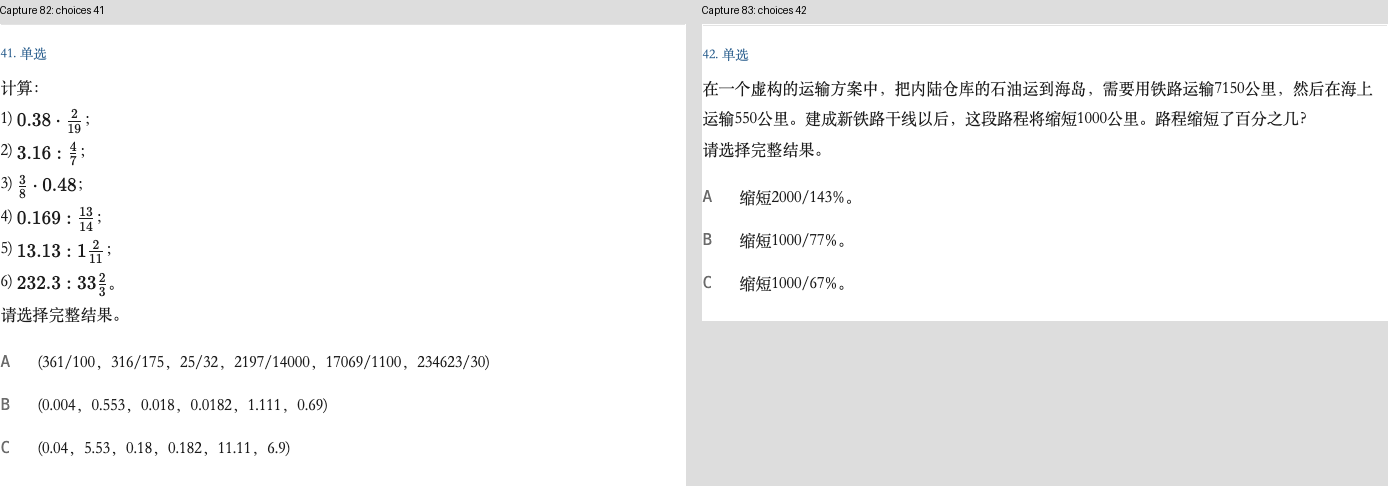 Capture 82: choices 41
41. 单选
计算：
1) 0.38 · 2/19；
2) 3.16 : 4/7；
3) 3/8 · 0.48；
4) 0.169 : 13/14；
5) 13.13 : 1 2/11；
6) 232.3 : 33 2/3。
请选择完整结果。
A (361/100，316/175，25/32，2197/14000，17069/1100，234623/30)
B (0.004，0.553，0.018，0.0182，1.111，0.69)
C (0.04，5.53，0.18，0.182，11.11，6.9)
Capture 83: choices 42
42. 单选
在一个虚构的运输方案中，把内陆仓库的石油运到海岛，需要用铁路运输7150公里，然后在海上
运输550公里。建成新铁路干线以后，这段路程将缩短1000公里。路程缩短了百分之几？
请选择完整结果。
A 缩短2000/143%。
B 缩短1000/77%。
C 缩短1000/67%。